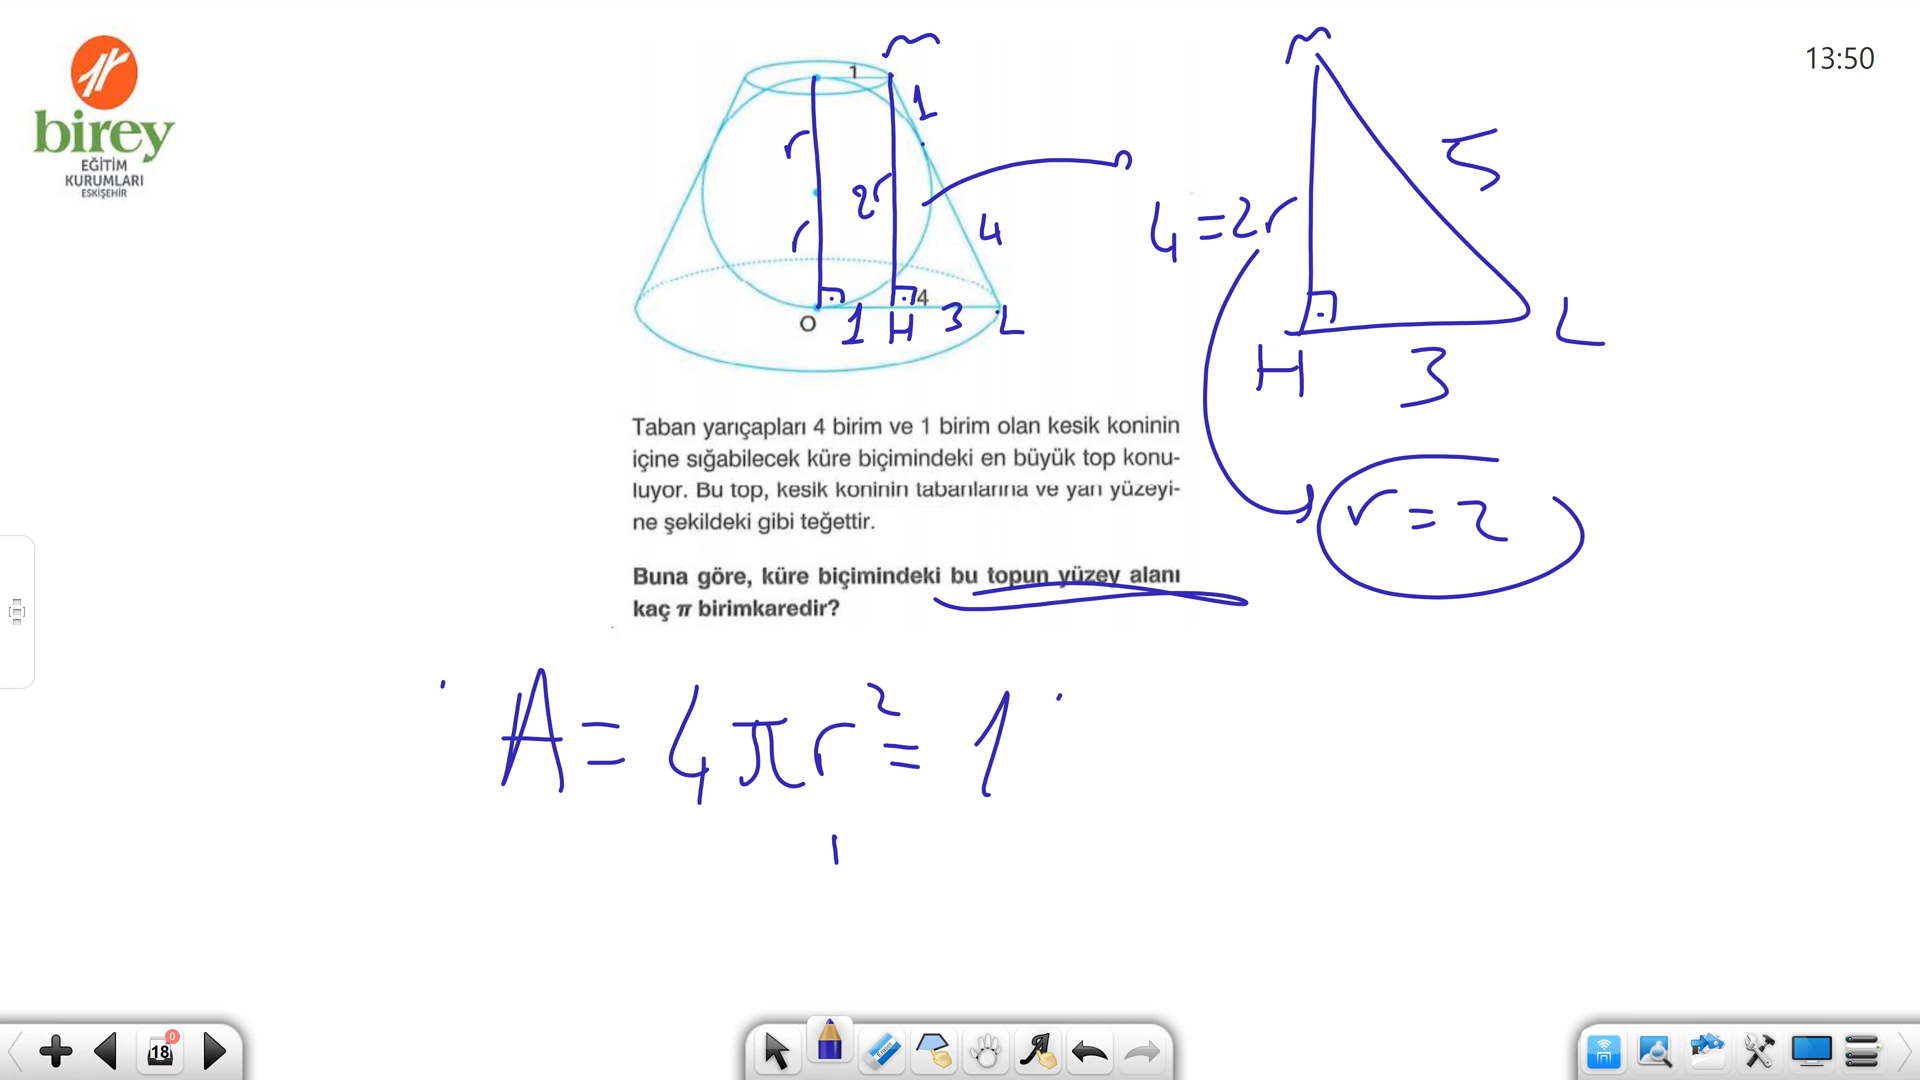 birey
EĞİTİM
KURUMLARI
ESKİŞEHİR
13:50
m
1
1
r
2r
r
4
4
O
1
H
3
L
m
5
4 = 2r
H
3
L
r = 2
Taban yarıçapları 4 birim ve 1 birim olan kesik koninin
içine sığabilecek küre biçimindeki en büyük top konu-
luyor. Bu top, kesik koninin tabanlarına ve yan yüzeyi-
ne şekildeki gibi teğettir.
Buna göre, küre biçimindeki bu topun yüzey alanı
kaç π birimkaredir?
A = 4πr² = 1
18
0